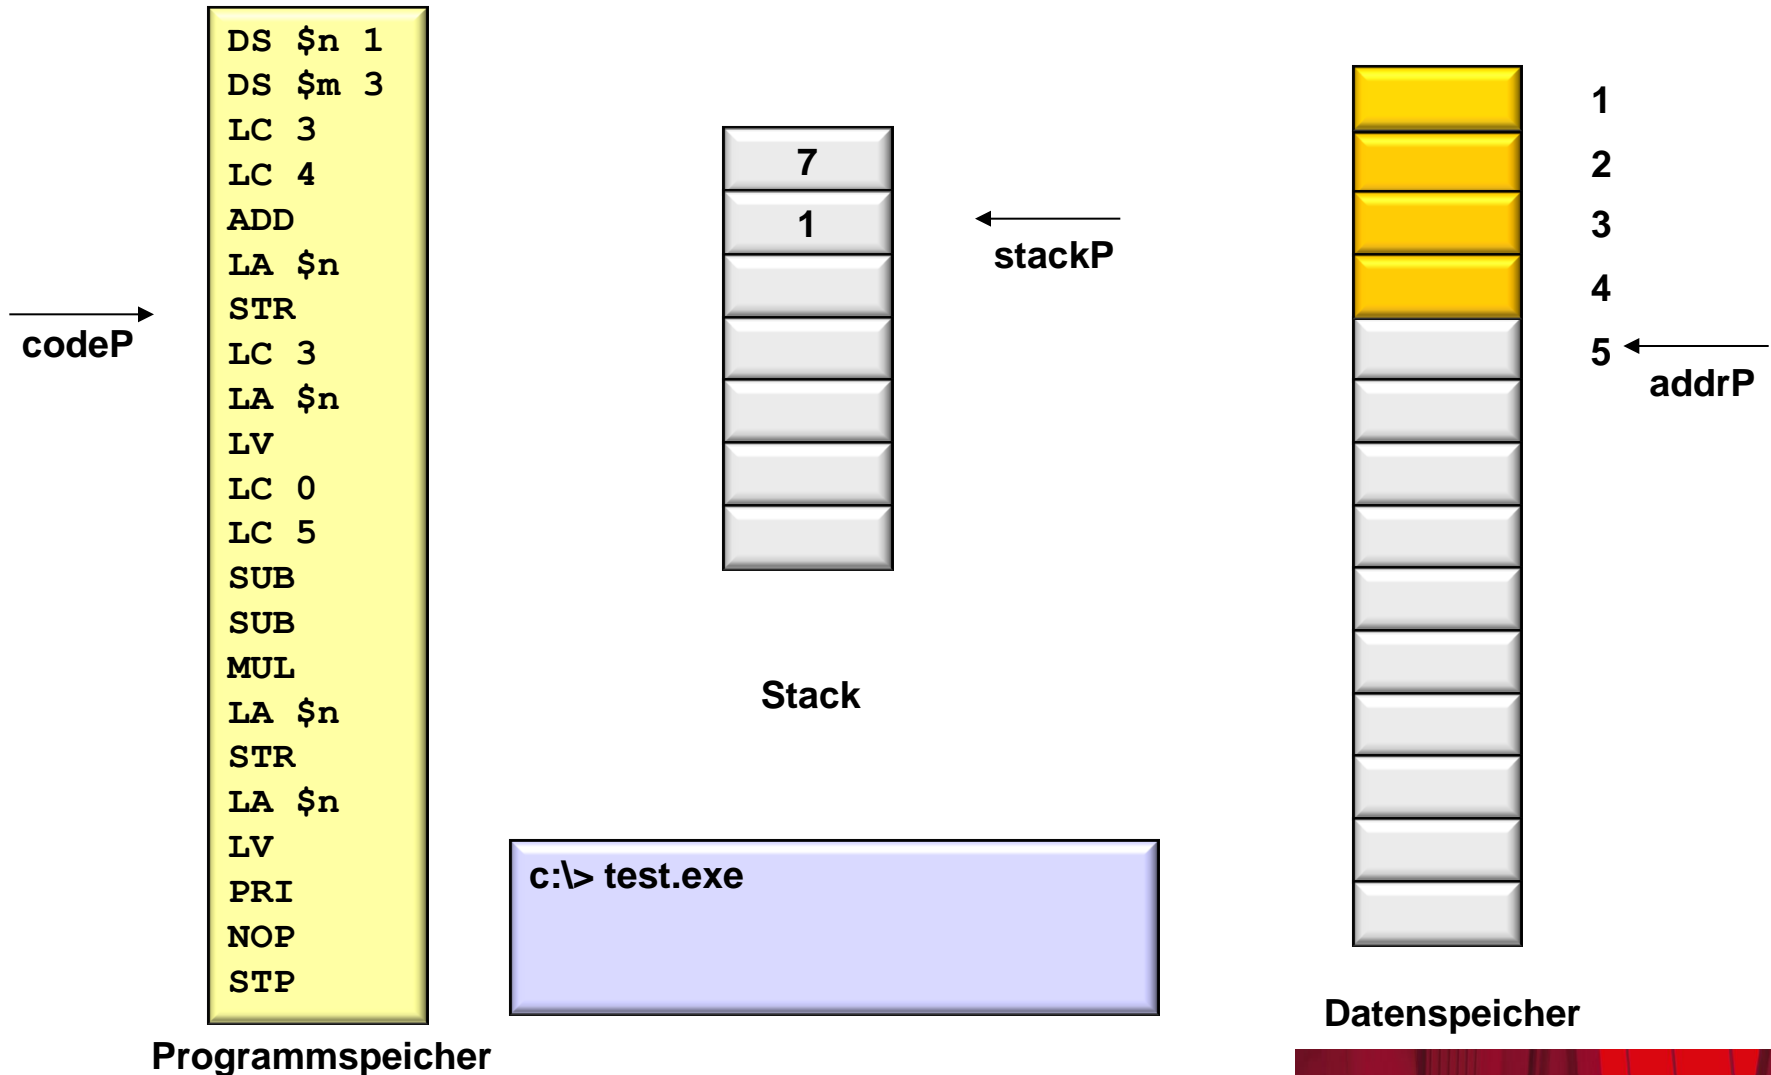 DS $n 1
DS $m 3
LC 3
LC 4
ADD
LA $n
STR
LC 3
LA $n
LV
LC 0
LC 5
SUB
SUB
MUL
LA $n
STR
LA $n
LV
PRI
NOP
STP
Programmspeicher
codeP
7
1
stackP
Stack
c:\> test.exe
1
2
3
4
5
addrP
Datenspeicher